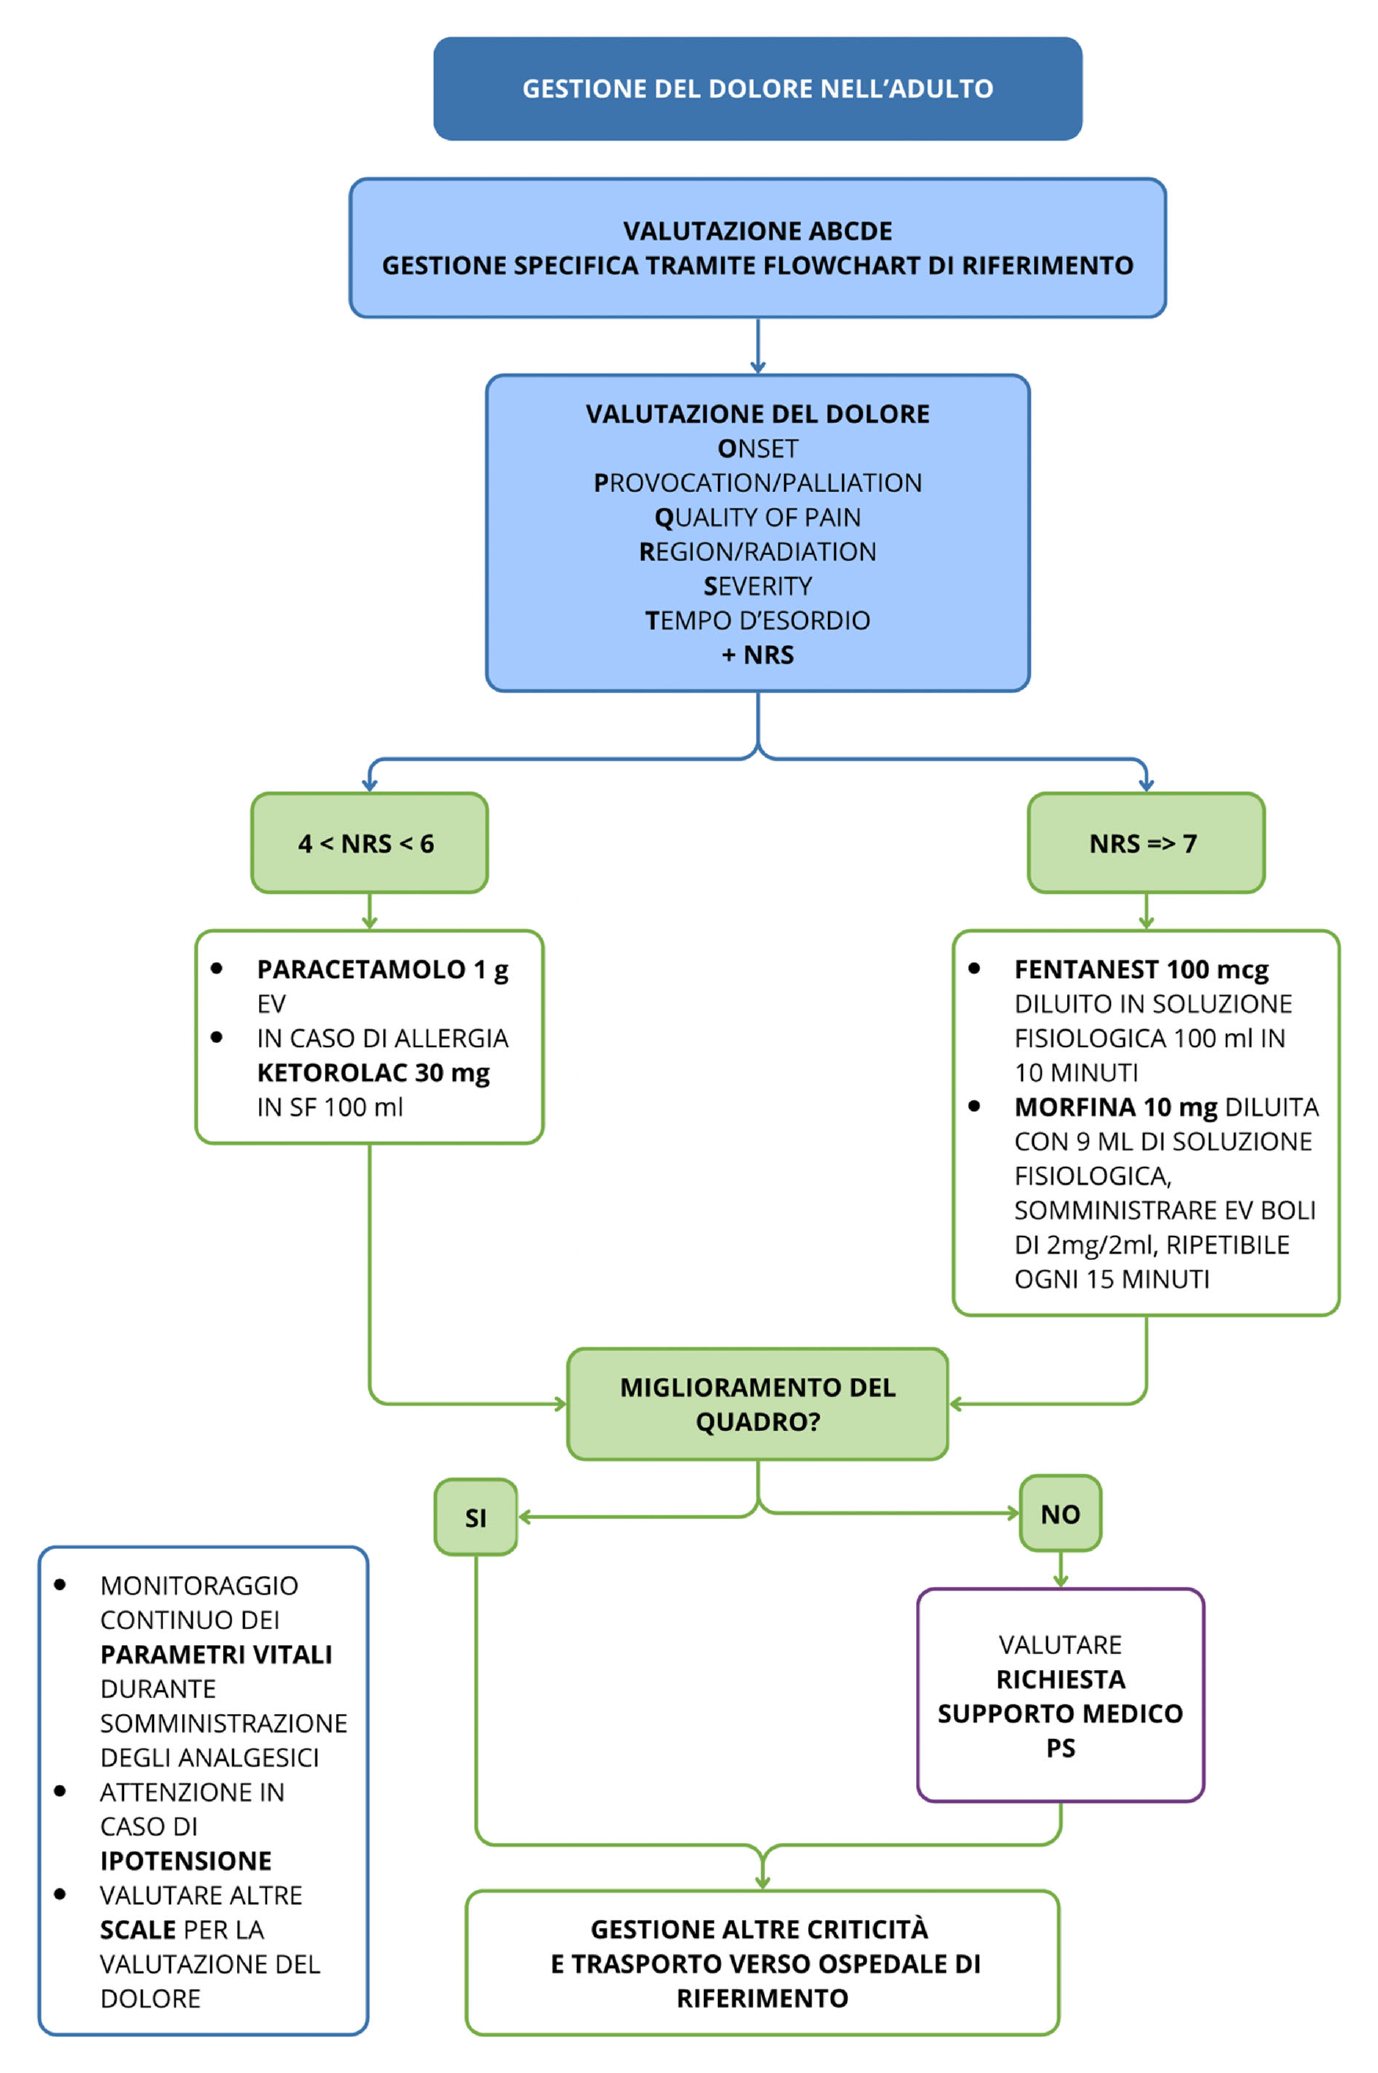 GESTIONE DEL DOLORE NELL’ADULTO
VALUTAZIONE ABCDE
GESTIONE SPECIFICA TRAMITE FLOWCHART DI RIFERIMENTO
VALUTAZIONE DEL DOLORE
ONSET
PROVOCATION/PALLIATION
QUALITY OF PAIN
REGION/RADIATION
SEVERITY
TEMPO D’ESORDIO
+ NRS
4 < NRS < 6
NRS => 7
• PARACETAMOLO 1 g
EV
• IN CASO DI ALLERGIA
KETOROLAC 30 mg
IN SF 100 ml
• FENTANEST 100 mcg
DILUITO IN SOLUZIONE
FISIOLOGICA 100 ml IN
10 MINUTI
• MORFINA 10 mg DILUITA
CON 9 ML DI SOLUZIONE
FISIOLOGICA,
SOMMINISTRARE EV BOLI
DI 2mg/2ml, RIPETIBILE
OGNI 15 MINUTI
MIGLIORAMENTO DEL
QUADRO?
SI
NO
• MONITORAGGIO
CONTINUO DEI
PARAMETRI VITALI
DURANTE
SOMMINISTRAZIONE
DEGLI ANALGESICI
• ATTENZIONE IN
CASO DI
IPOTENSIONE
• VALUTARE ALTRE
SCALE PER LA
VALUTAZIONE DEL
DOLORE
VALUTARE
RICHIESTA
SUPPORTO MEDICO
PS
GESTIONE ALTRE CRITICITÀ
E TRASPORTO VERSO OSPEDALE DI
RIFERIMENTO